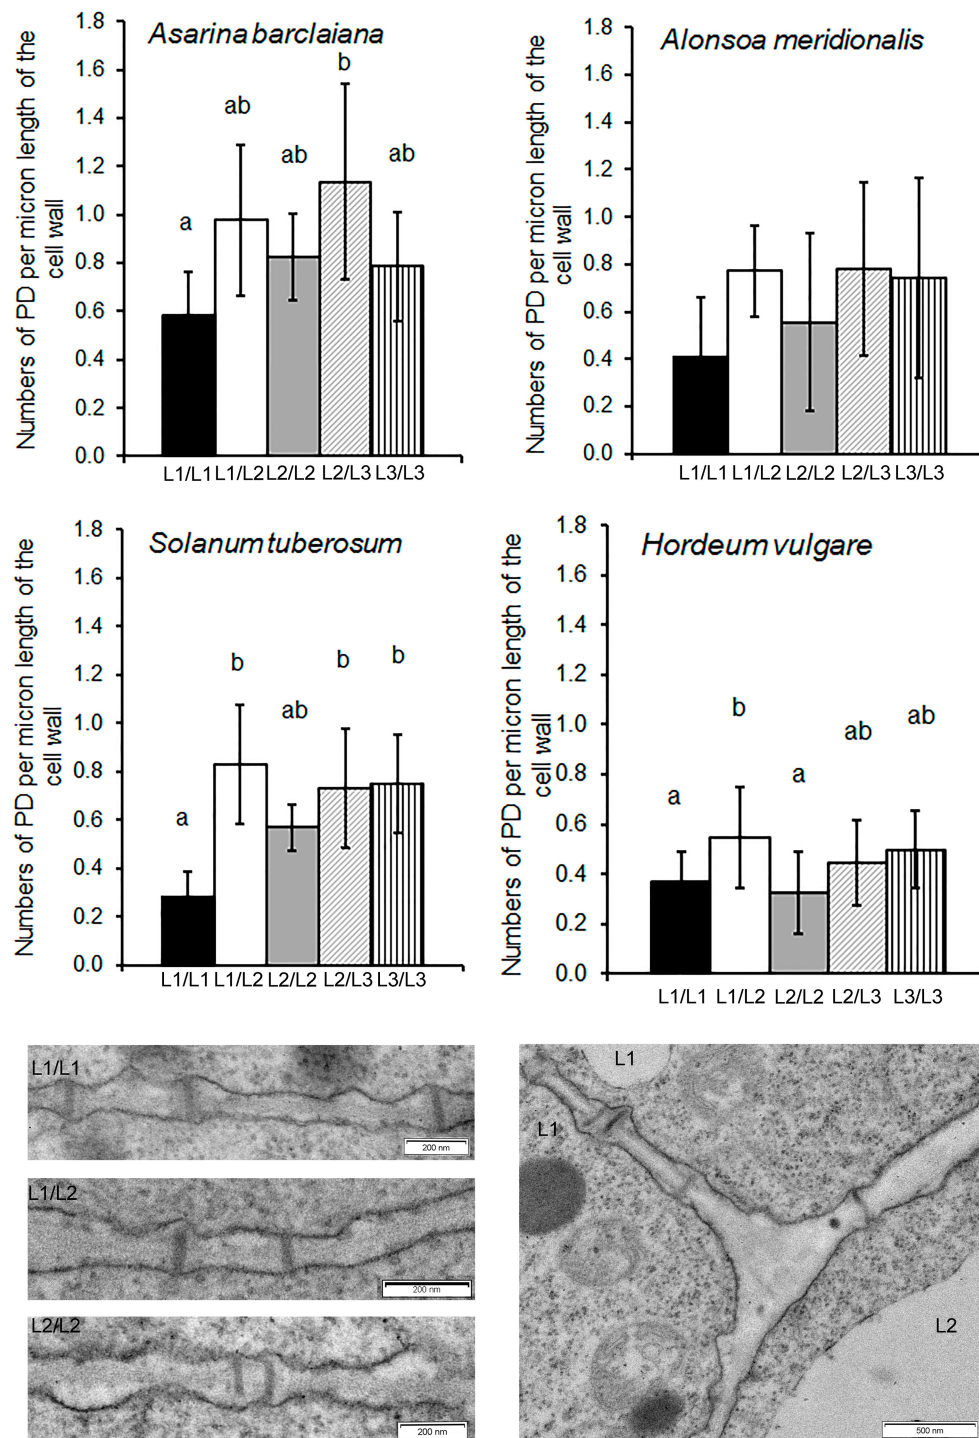 Asarina barclaiana
Numbers of PD per micron length of the
cell wall
1.8
1.6
1.4
1.2
1.0
0.8
0.6
0.4
0.2
0.0
a
ab
ab
b
ab
L1/L1 L1/L2 L2/L2 L2/L3 L3/L3
Alonsoa meridionalis
Numbers of PD per micron length of the
cell wall
1.8
1.6
1.4
1.2
1.0
0.8
0.6
0.4
0.2
0.0
L1/L1 L1/L2 L2/L2 L2/L3 L3/L3
Solanum tuberosum
Numbers of PD per micron length of the
cell wall
1.8
1.6
1.4
1.2
1.0
0.8
0.6
0.4
0.2
0.0
a
b
ab
b
b
L1/L1 L1/L2 L2/L2 L2/L3 L3/L3
Hordeum vulgare
Numbers of PD per micron length of the
cell wall
1.8
1.6
1.4
1.2
1.0
0.8
0.6
0.4
0.2
0.0
a
b
a
ab
ab
L1/L1 L1/L2 L2/L2 L2/L3 L3/L3
L1/L1
200 nm
L1/L2
200 nm
L2/L2
200 nm
L1
L1
L2
500 nm